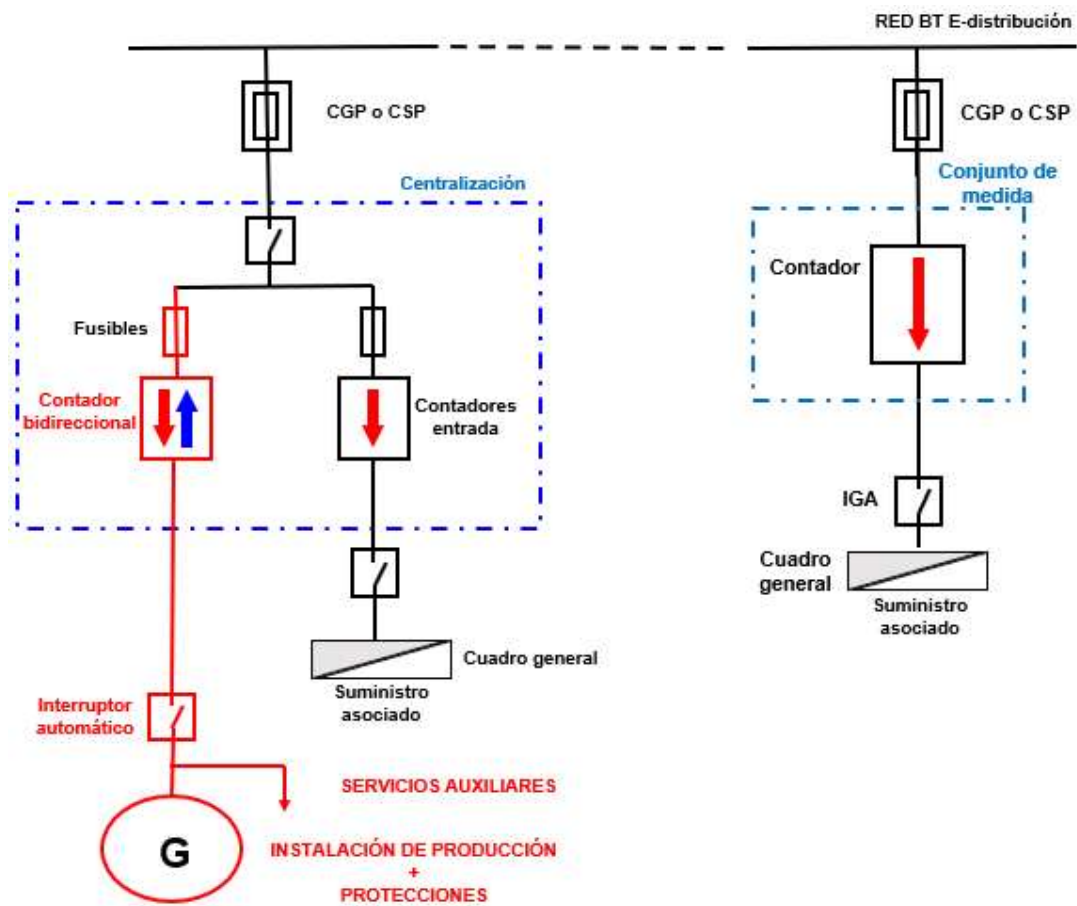 RED BT E-distribución
CGP o CSP
CGP o CSP
Centralización
Conjunto de
medida
Contador
Fusibles
Contador
bidireccional
Contadores
entrada
IGA
Cuadro
general
Suministro
asociado
Cuadro general
Suministro
asociado
Interruptor
automático
SERVICIOS AUXILIARES
G
INSTALACIÓN DE PRODUCCIÓN
+
PROTECCIONES